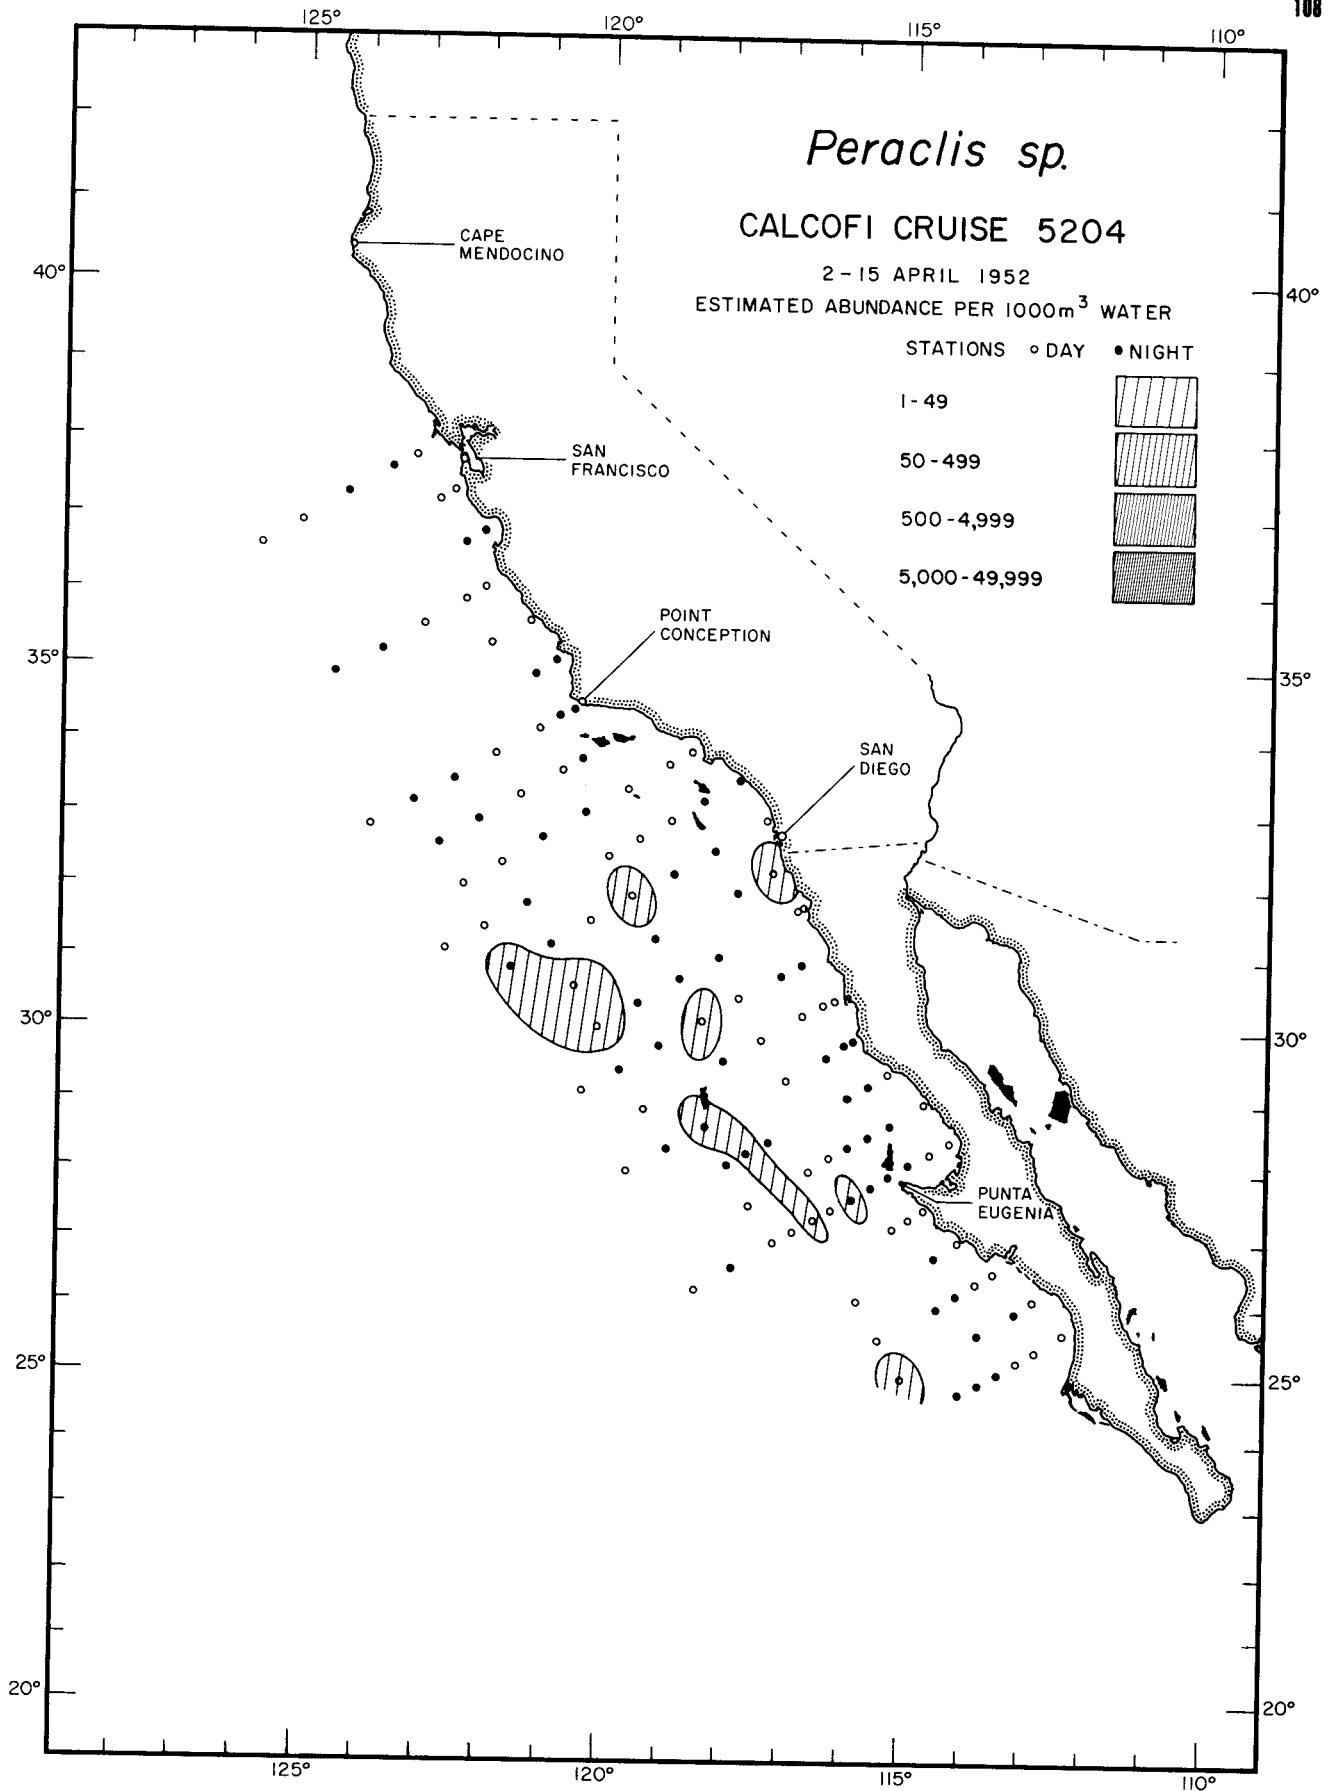 108
125° 120° 115° 110°
Peraclis sp.
CALCOFI CRUISE 5204
2-15 APRIL 1952
ESTIMATED ABUNDANCE PER 1000m³ WATER
STATIONS ○ DAY ● NIGHT
1-49
50-499
500-4,999
5,000-49,999
CAPE
MENDOCINO
40° 40°
SAN
FRANCISCO
POINT
CONCEPTION
35° 35°
SAN
DIEGO
30° 30°
PUNTA
EUGENIA
25° 25°
20° 20°
125° 120° 115° 110°